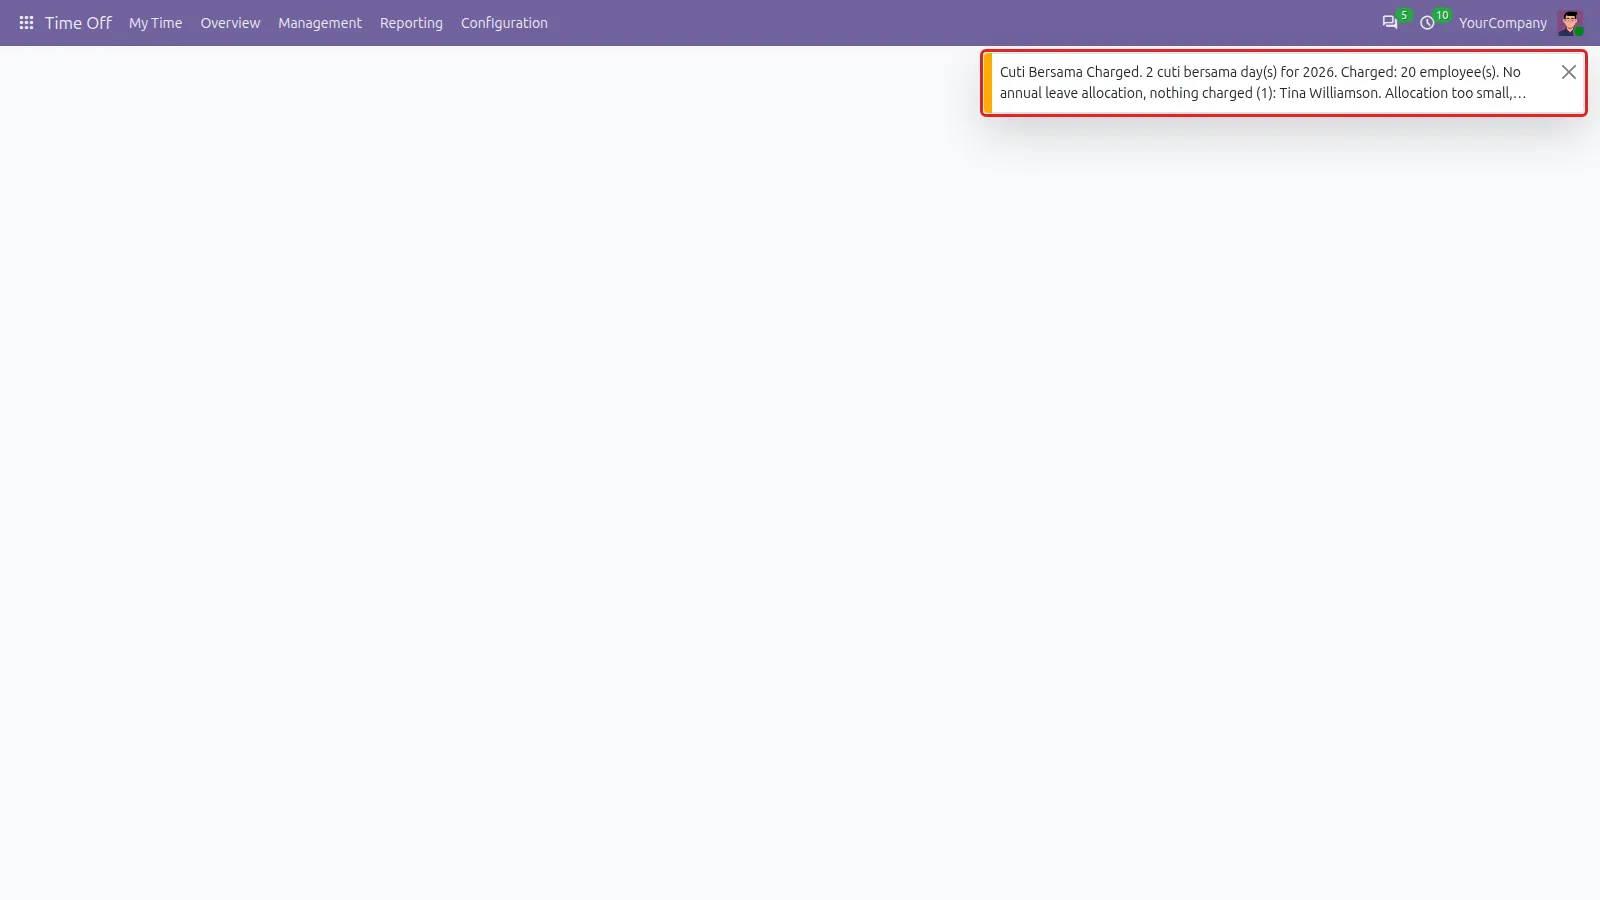 Time Off My Time Overview Management Reporting Configuration 5 10 YourCompany
Cuti Bersama Charged. 2 cuti bersama day(s) for 2026. Charged: 20 employee(s). No
annual leave allocation, nothing charged (1): Tina Williamson. Allocation too small,…